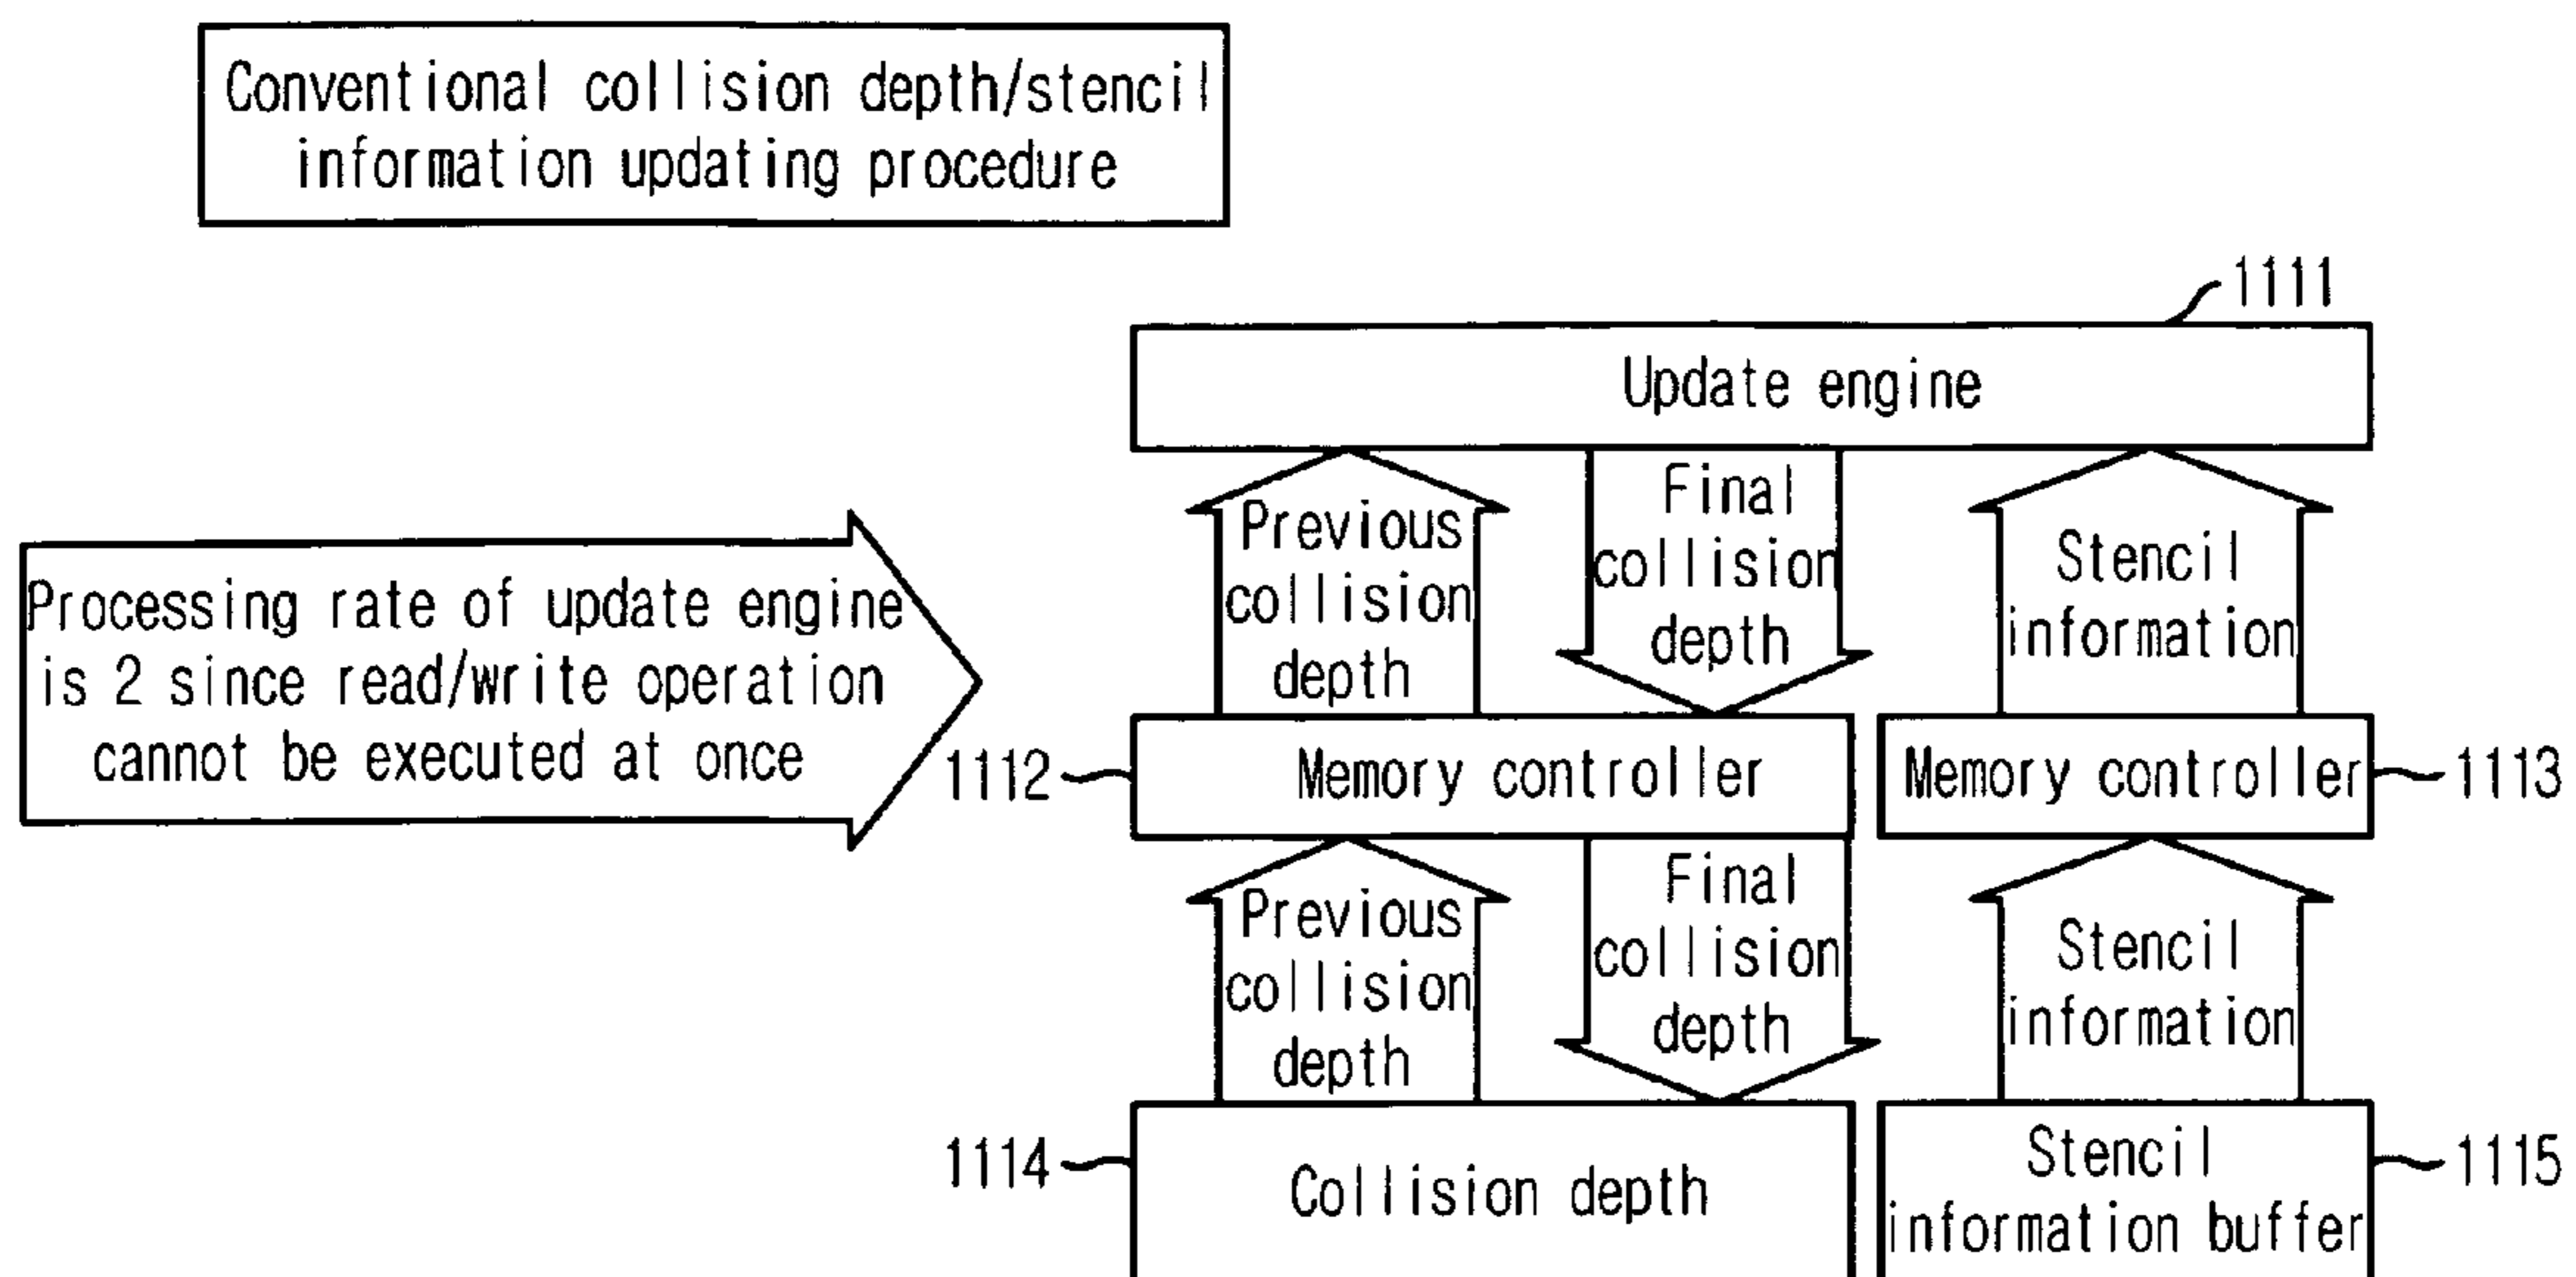 Conventional collision depth/stencil
information updating procedure
1111
Update engine
Processing rate of update engine
is 2 since read/write operation
cannot be executed at once
Previous
collision
depth
Final
collision
depth
Stencil
information
1112
Memory controller
Memory controller
1113
Previous
collision
depth
Final
collision
depth
Stencil
information
1114
Collision depth
Stencil
information buffer
1115